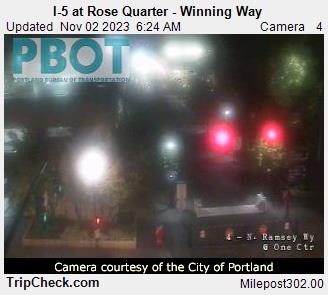 I-5 at Rose Quarter - Winning Way
Updated Nov 02 2023 6:24 AM Camera 4
PBOT
PORTLAND BUREAU OF TRANSPORTATION
4 - N. Ramsey Wy
@ One Ctr
Camera courtesy of the City of Portland
TripCheck.com Milepost302.00